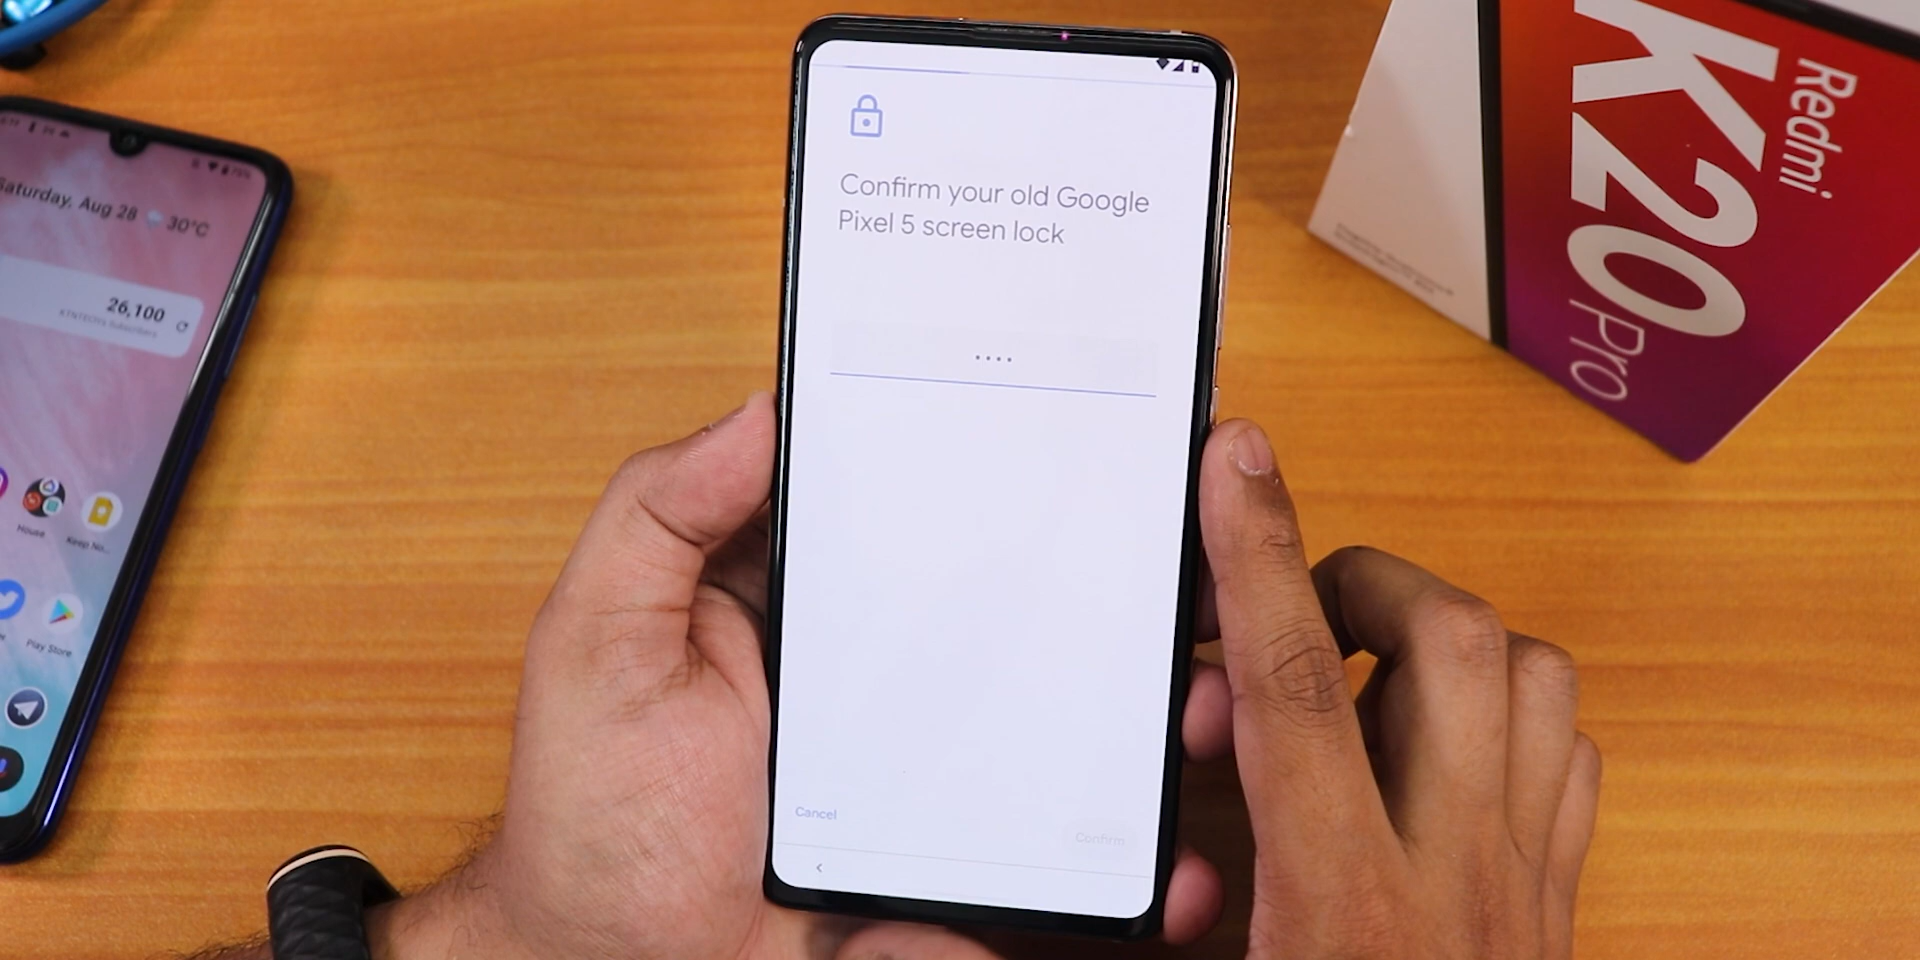 Saturday, Aug 28 30°C
26,100
KTNTECH's Subscribers
House
Keep No...
Play Store
Confirm your old Google
Pixel 5 screen lock
....
Cancel
Confirm
Redmi
K20
Pro